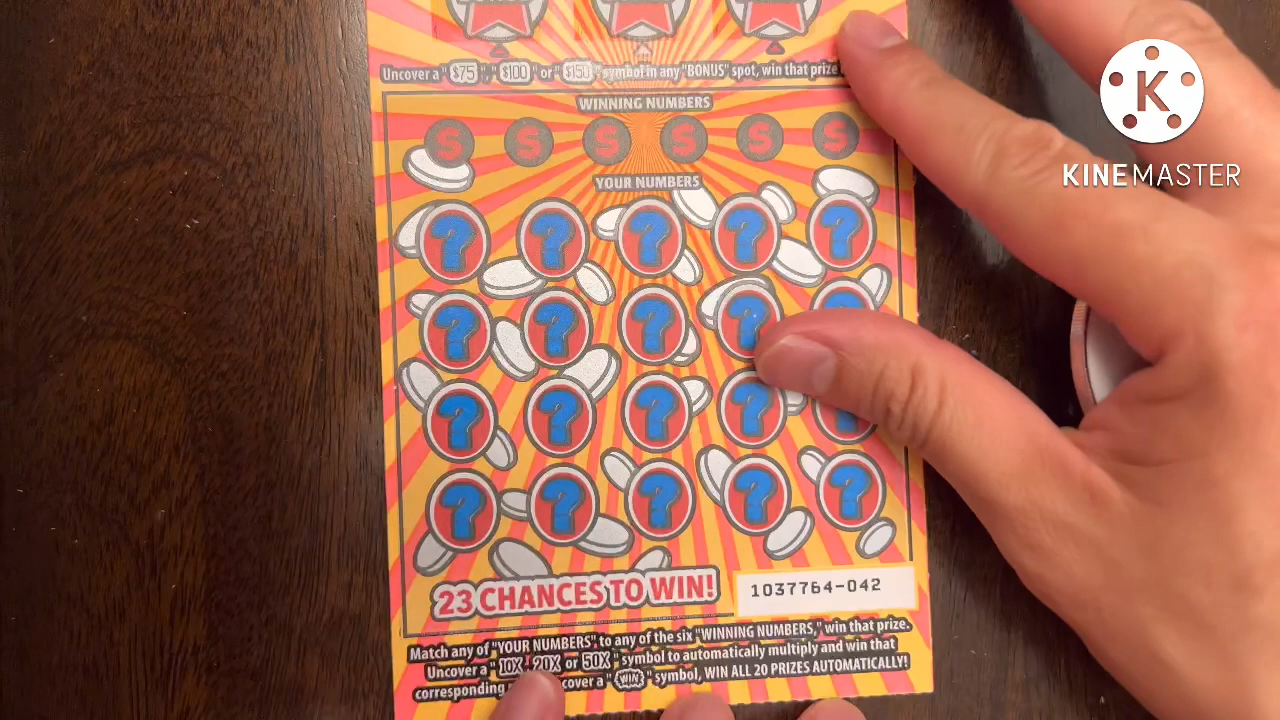 Uncover a "$75", "$100" or "$150" symbol in any "BONUS" spot, win that prize
WINNING NUMBERS
$ $ $ $ $ $
YOUR NUMBERS
? ? ? ? ?
? ? ? ? ?
? ? ? ? ?
? ? ? ? ?
23 CHANCES TO WIN!
1037764-042
Match any of "YOUR NUMBERS" to any of the six "WINNING NUMBERS," win that prize.
Uncover a "10X, 20X or 50X" symbol to automatically multiply and win that
corresponding cover a "WIN" symbol, WIN ALL 20 PRIZES AUTOMATICALLY!
K
KINEMASTER